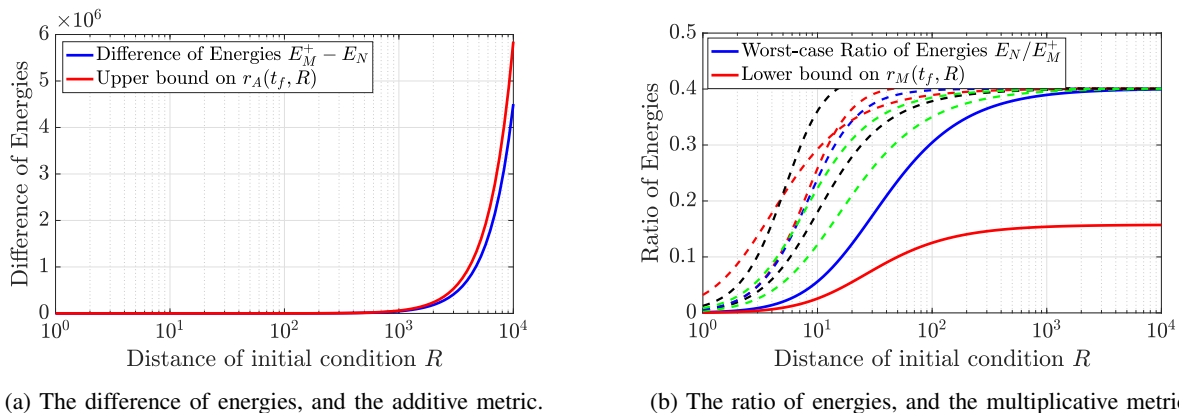 ×10^6
Difference of Energies E_M^+ − E_N
Upper bound on r_A(t_f, R)
6
5
4
3
2
1
0
Difference of Energies
10^0 10^1 10^2 10^3 10^4
Distance of initial condition R
(a) The difference of energies, and the additive metric.
Worst-case Ratio of Energies E_N/E_M^+
Lower bound on r_M(t_f, R)
0.5
0.4
0.3
0.2
0.1
0
Ratio of Energies
10^0 10^1 10^2 10^3 10^4
Distance of initial condition R
(b) The ratio of energies, and the multiplicative metric